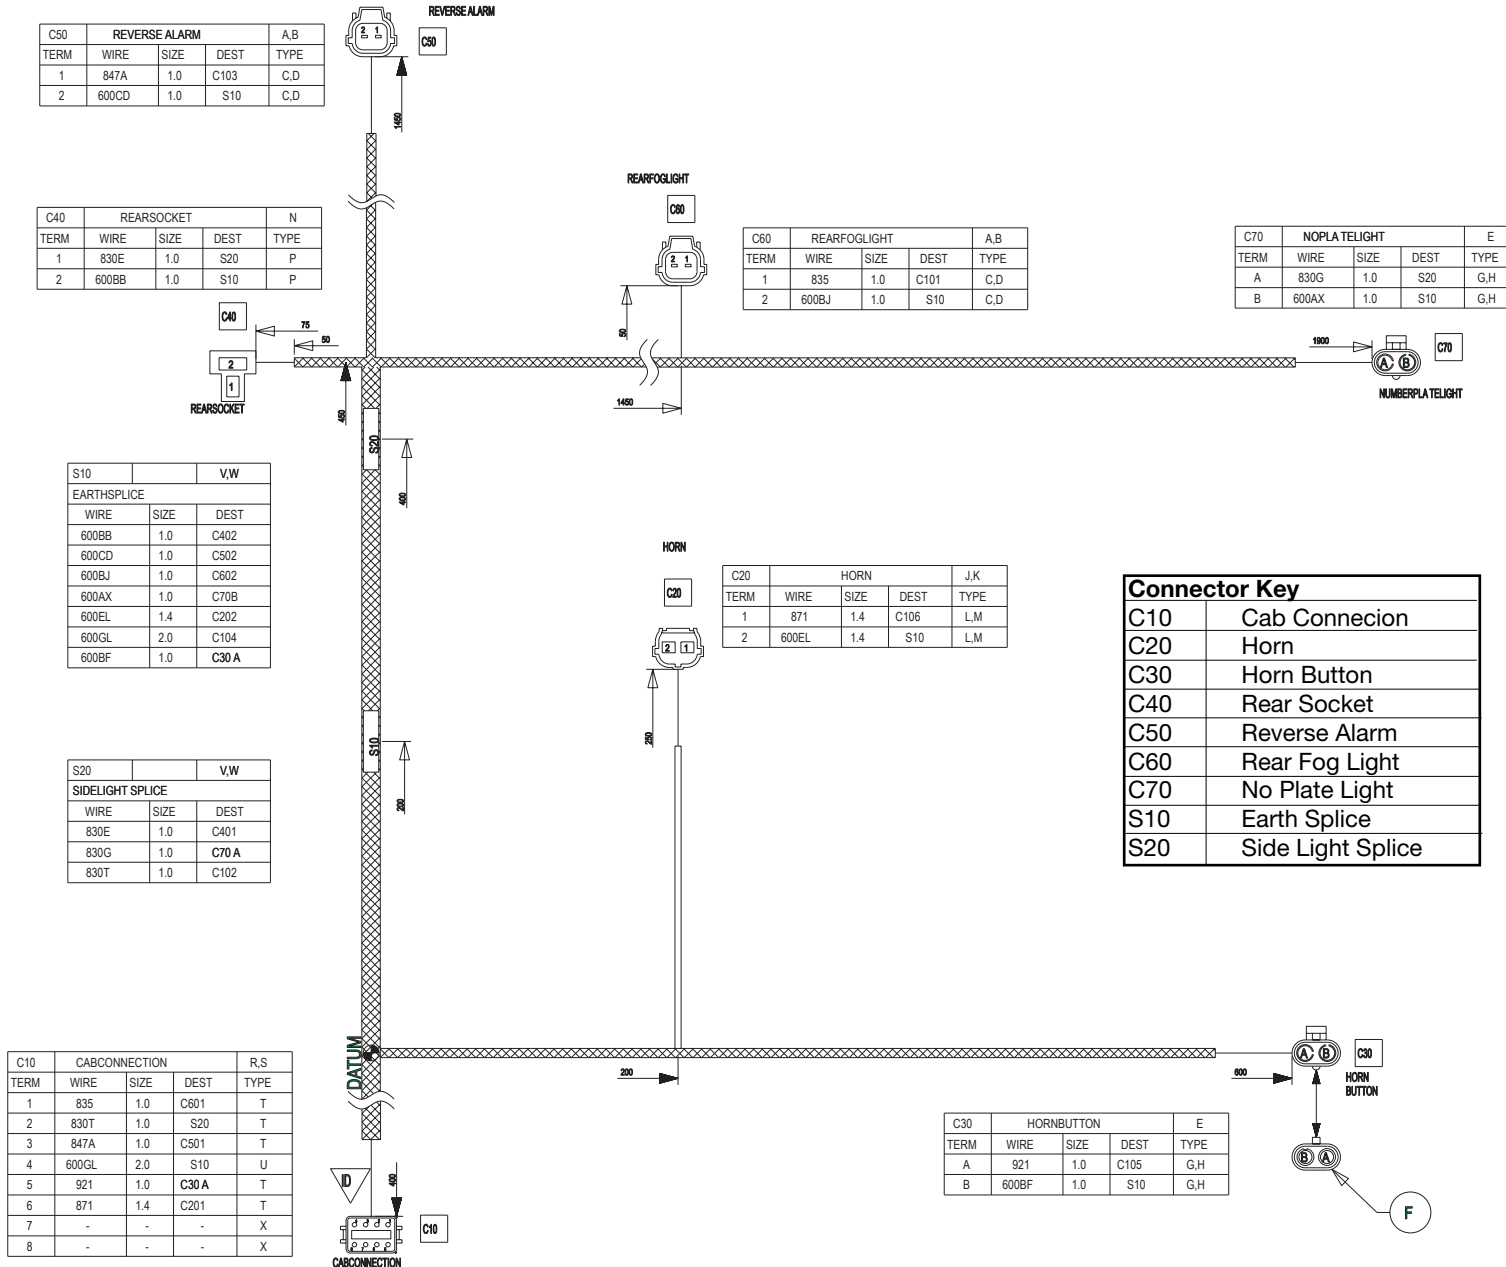 REVERSE ALARM
C50
2 1
1450
C50 REVERSE ALARM A,B
TERM WIRE SIZE DEST TYPE
1 847A 1.0 C103 C,D
2 600CD 1.0 S10 C,D
C40 REARSOCKET N
TERM WIRE SIZE DEST TYPE
1 830E 1.0 S20 P
2 600BB 1.0 S10 P
C40
75
50
2
1
REARSOCKET
450
REARFOGLIGHT
C60
2 1
50
1450
C60 REARFOGLIGHT A,B
TERM WIRE SIZE DEST TYPE
1 835 1.0 C101 C,D
2 600BJ 1.0 S10 C,D
C70 NOPLA TELIGHT E
TERM WIRE SIZE DEST TYPE
A 830G 1.0 S20 G,H
B 600AX 1.0 S10 G,H
1900
A B
C70
NUMBERPLA TELIGHT
S20
400
S10 V,W
EARTHSPLICE
WIRE SIZE DEST
600BB 1.0 C402
600CD 1.0 C502
600BJ 1.0 C602
600AX 1.0 C70B
600EL 1.4 C202
600GL 2.0 C104
600BF 1.0 C30 A
S10
200
S20 V,W
SIDELIGHT SPLICE
WIRE SIZE DEST
830E 1.0 C401
830G 1.0 C70 A
830T 1.0 C102
HORN
C20
2 1
250
C20 HORN J,K
TERM WIRE SIZE DEST TYPE
1 871 1.4 C106 L,M
2 600EL 1.4 S10 L,M
Connector Key
C10 Cab Connecion
C20 Horn
C30 Horn Button
C40 Rear Socket
C50 Reverse Alarm
C60 Rear Fog Light
C70 No Plate Light
S10 Earth Splice
S20 Side Light Splice
DATUM
200
600
A B
C30
HORN
BUTTON
B A
F
C30 HORNBUTTON E
TERM WIRE SIZE DEST TYPE
A 921 1.0 C105 G,H
B 600BF 1.0 S10 G,H
C10 CABCONNECTION R,S
TERM WIRE SIZE DEST TYPE
1 835 1.0 C601 T
2 830T 1.0 S20 T
3 847A 1.0 C501 T
4 600GL 2.0 S10 U
5 921 1.0 C30 A T
6 871 1.4 C201 T
7 - - - X
8 - - - X
ID
400
C10
CABCONNECTION